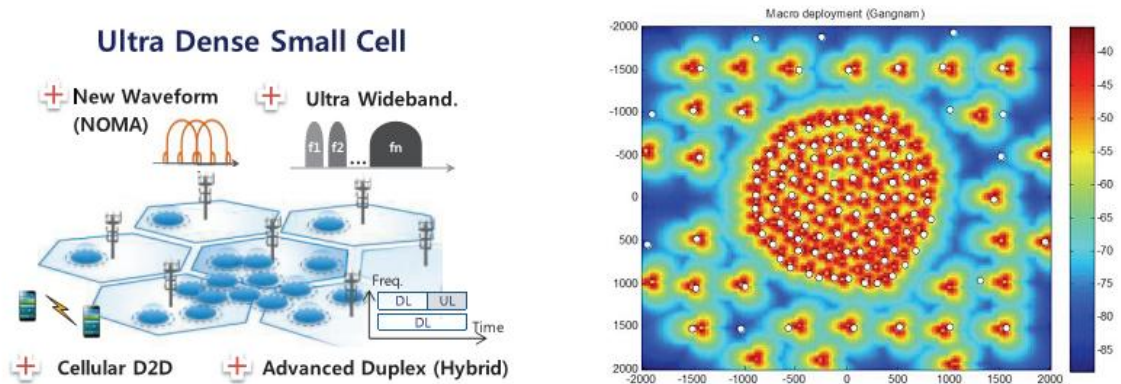 Ultra Dense Small Cell
New Waveform
(NOMA)
Ultra Wideband.
f1 f2 ... fn
Freq.
DL UL
DL
Time
Cellular D2D
Advanced Duplex (Hybrid)
Macro deployment (Gangnam)
-2000
-1500
-1000
-500
0
500
1000
1500
2000
-2000 -1500 -1000 -500 0 500 1000 1500 2000
-40
-45
-50
-55
-60
-65
-70
-75
-80
-85